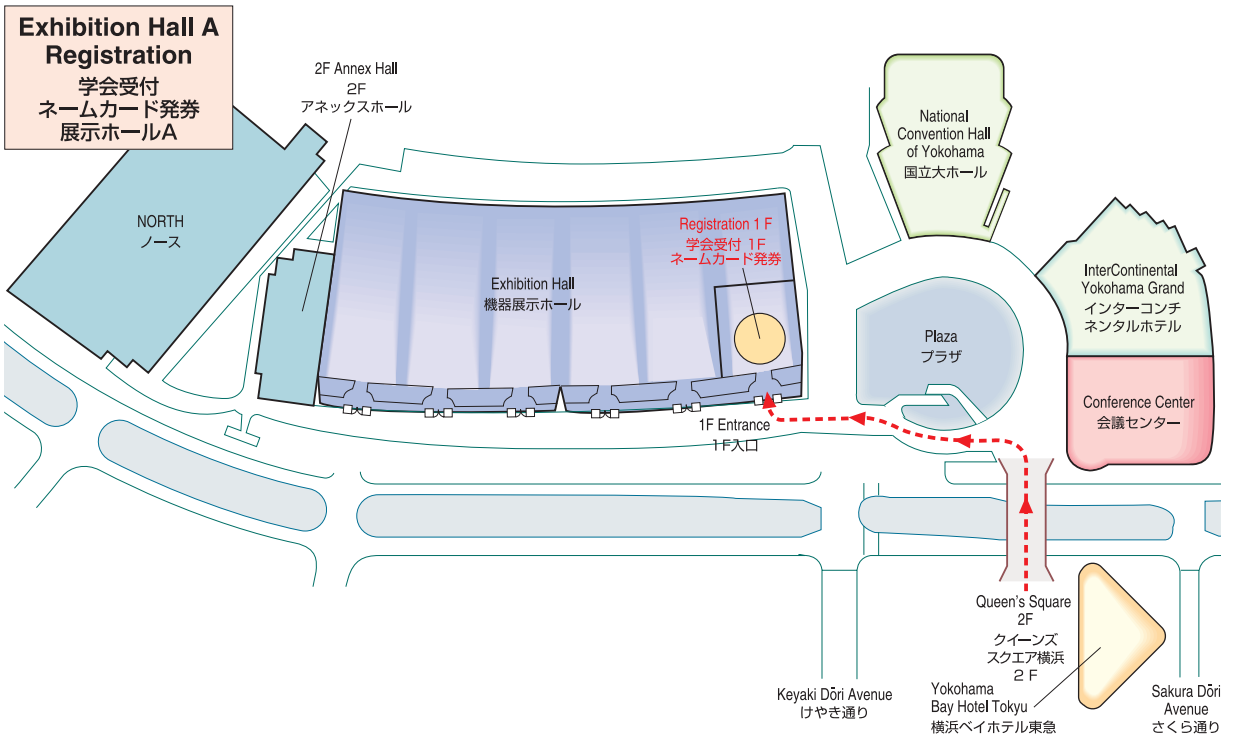 Exhibition Hall A
Registration
学会受付
ネームカード発券
展示ホールA
2F Annex Hall
2F
アネックスホール
NORTH
ノース
Exhibition Hall
機器展示ホール
Registration 1 F
学会受付 1F
ネームカード発券
National
Convention Hall
of Yokohama
国立大ホール
InterContinental
Yokohama Grand
インターコンチ
ネンタルホテル
Plaza
プラザ
Conference Center
会議センター
1F Entrance
1F入口
Queen's Square
2F
クイーンズ
スクエア横浜
2 F
Keyaki Dōri Avenue
けやき通り
Yokohama
Bay Hotel Tokyu
横浜ベイホテル東急
Sakura Dōri
Avenue
さくら通り